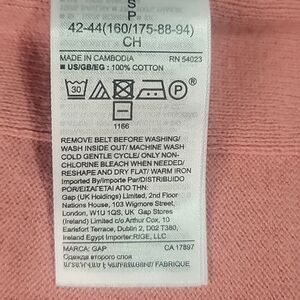 S
P
42-44(160/175-88-94)
CH
MADE IN CAMBODIA RN 54023
■ US/GB/EG : 100% COTTON
30 P
1166
REMOVE BELT BEFORE WASHING/
WASH INSIDE OUT/ MACHINE WASH
COLD GENTLE CYCLE/ ONLY NON-
CHLORINE BLEACH WHEN NEEDED/
RESHAPE AND DRY FLAT/ WARM IRON
Imported By/Importe Par/DISTRIBUIDO
POR/ΕΙΣΑΓΕΤΑΙ ΑΠΟ ΤΗΝ:
Gap (UK Holdings) Limited, 2nd Floor
Nations House, 103 Wigmore Street,
London, W1U 1QS, UK Gap Stores
(Ireland) Limited c/o Arthur Cox, 10
Earlsfort Terrace, Dublin 2, D02 T380,
Ireland Egypt Importer:RIGE, LLC
MARCA: GAP CA 17897
Одежда второго слоя
FABRIQUE